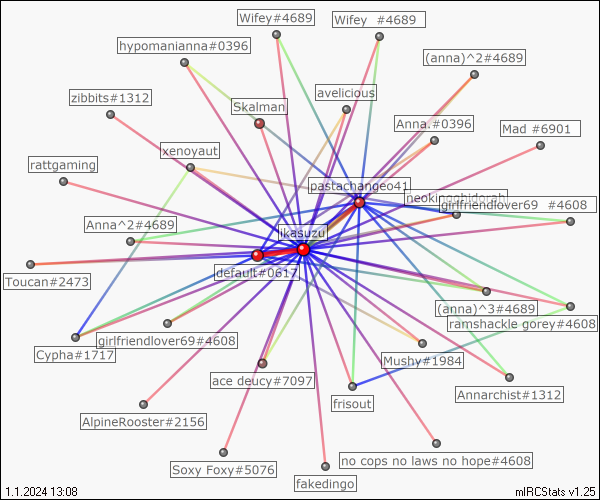 Wifey#4689
Wifey #4689
hypomanianna#0396
(anna)^2#4689
zibbits#1312
Skalman
avelicious
Anna.#0396
Mad #6901
xenoyaut
rattgaming
pastachangeo41
girlfriendlover69 #4608
Anna^2#4689
ikasuzu
default#0617
Toucan#2473
(anna)^3#4689
ramshackle gorey#4608
girlfriendlover69#4608
Cypha#1717
Mushy#1984
ace deucy#7097
Annarchist#1312
frisout
AlpineRooster#2156
no cops no laws no hope#4608
Soxy Foxy#5076
fakedingo
1.1.2024 13:08
mIRCStats v1.25